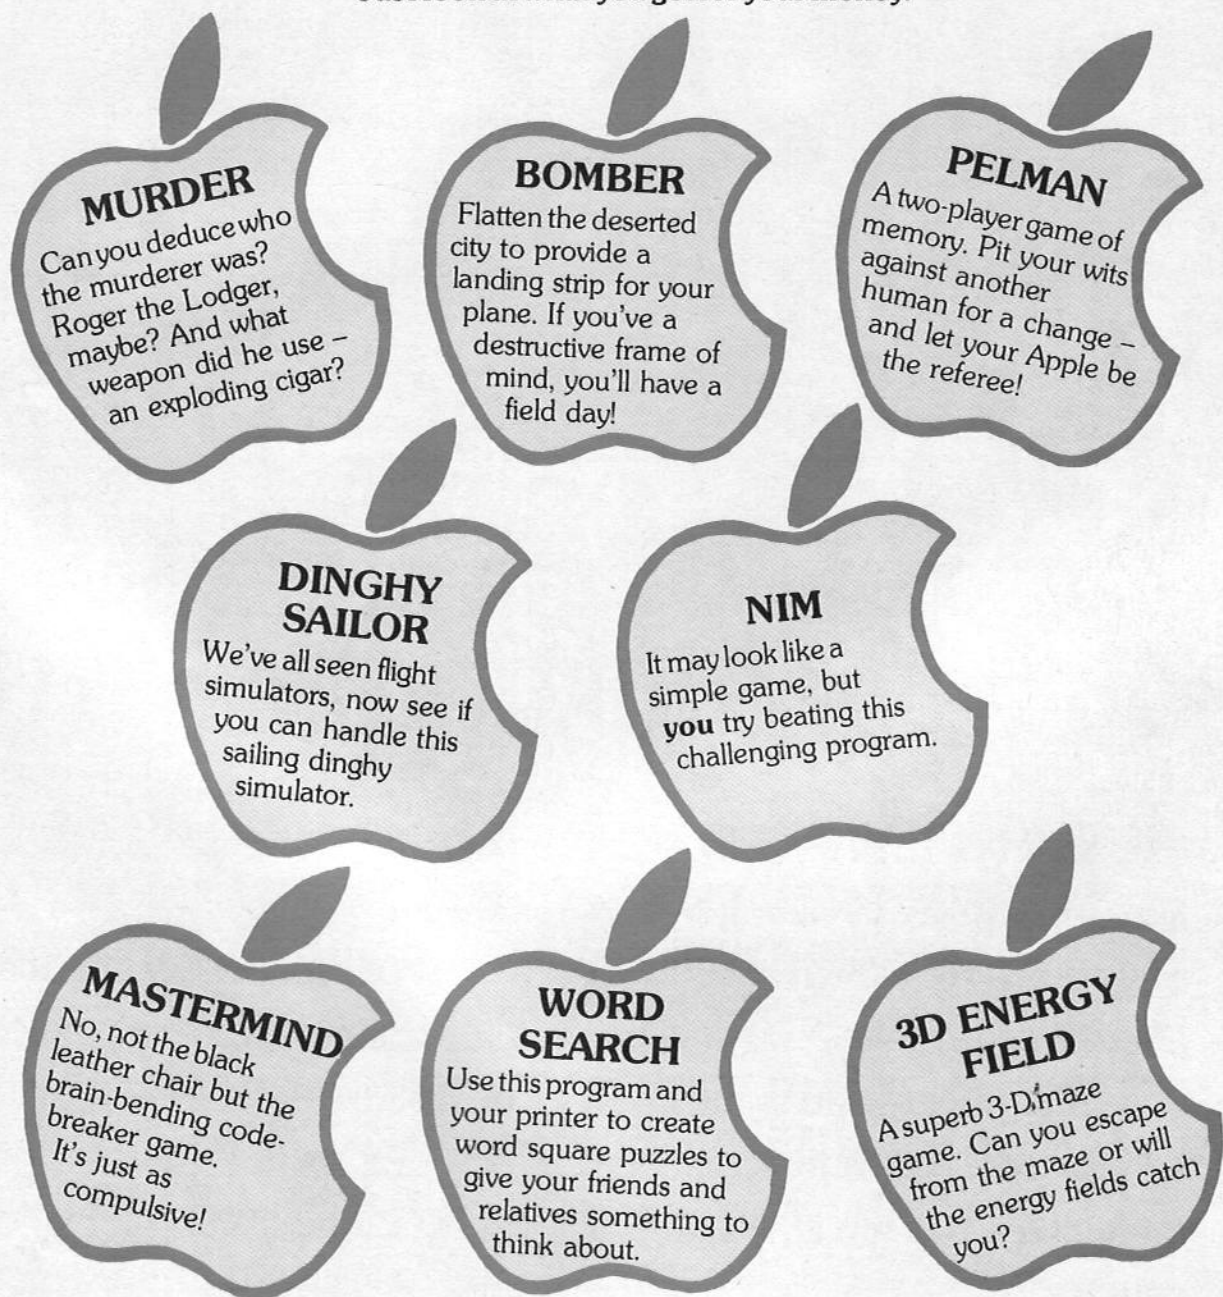 MURDER
Can you deduce who
the murderer was?
Roger the Lodger,
maybe? And what
weapon did he use –
an exploding cigar?
BOMBER
Flatten the deserted
city to provide a
landing strip for your
plane. If you've a
destructive frame of
mind, you'll have a
field day!
PELMAN
A two-player game of
memory. Pit your wits
against another
human for a change –
and let your Apple be
the referee!
DINGHY
SAILOR
We've all seen flight
simulators, now see if
you can handle this
sailing dinghy
simulator.
NIM
It may look like a
simple game, but
you try beating this
challenging program.
MASTERMIND
No, not the black
leather chair but the
brain-bending code-
breaker game.
It's just as
compulsive!
WORD
SEARCH
Use this program and
your printer to create
word square puzzles to
give your friends and
relatives something to
think about.
3D ENERGY
FIELD
A superb 3-D maze
game. Can you escape
from the maze or will
the energy fields catch
you?